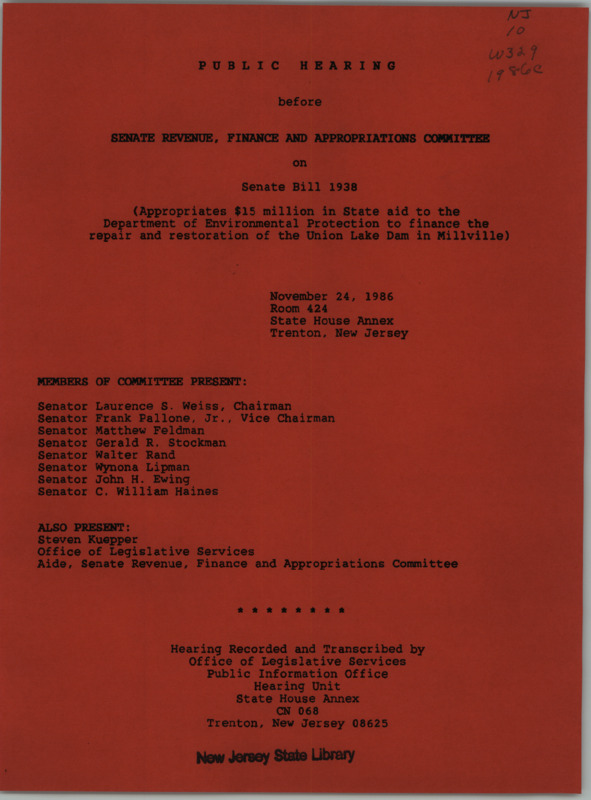 NJ
10
W329
1986c
PUBLIC HEARING
before
SENATE REVENUE, FINANCE AND APPROPRIATIONS COMMITTEE
on
Senate Bill 1938
(Appropriates $15 million in State aid to the
Department of Environmental Protection to finance the
repair and restoration of the Union Lake Dam in Millville)
November 24, 1986
Room 424
State House Annex
Trenton, New Jersey
MEMBERS OF COMMITTEE PRESENT:
Senator Laurence S. Weiss, Chairman
Senator Frank Pallone, Jr., Vice Chairman
Senator Matthew Feldman
Senator Gerald R. Stockman
Senator Walter Rand
Senator Wynona Lipman
Senator John H. Ewing
Senator C. William Haines
ALSO PRESENT:
Steven Kuepper
Office of Legislative Services
Aide, Senate Revenue, Finance and Appropriations Committee
* * * * * * * *
Hearing Recorded and Transcribed by
Office of Legislative Services
Public Information Office
Hearing Unit
State House Annex
CN 068
Trenton, New Jersey 08625
New Jersey State Library